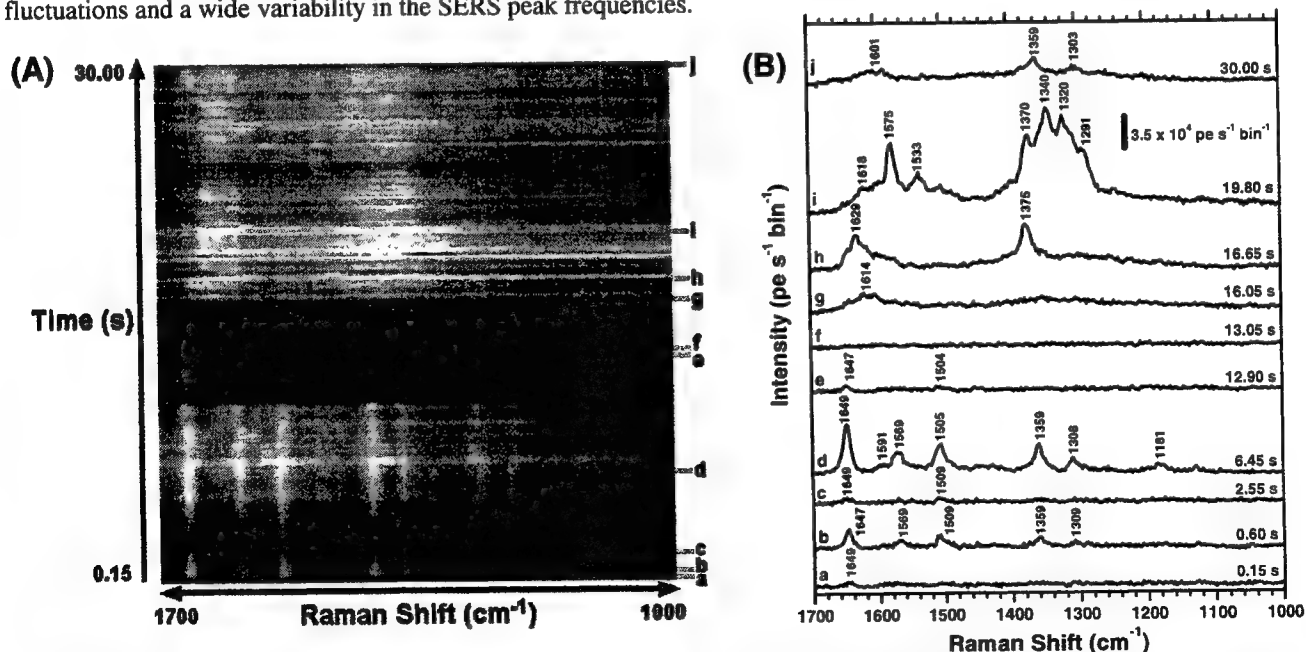 fluctuations and a wide variability in the SERS peak frequencies.
(A)
30.00
Time (s)
0.15
j
i
h
g
f
e
d
c
b
a
1700
Raman Shift (cm-1)
1000
(B)
1700 1600 1500 1400 1300 1200 1100 1000
j 1601 1359 1303 30.00 s
3.5 x 10⁴ pe s⁻¹ bin⁻¹
i 1618 1575 1533 1370 1340 1320 1291 19.80 s
h 1629 1375 16.65 s
g 1614 16.05 s
f 13.05 s
e 1647 1504 12.90 s
d 1649 1591 1569 1505 1359 1308 1181 6.45 s
c 1649 1509 2.55 s
b 1647 1569 1509 1359 1309 0.60 s
a 1649 0.15 s
Intensity (pe s⁻¹ bin⁻¹)
Raman Shift (cm⁻¹)